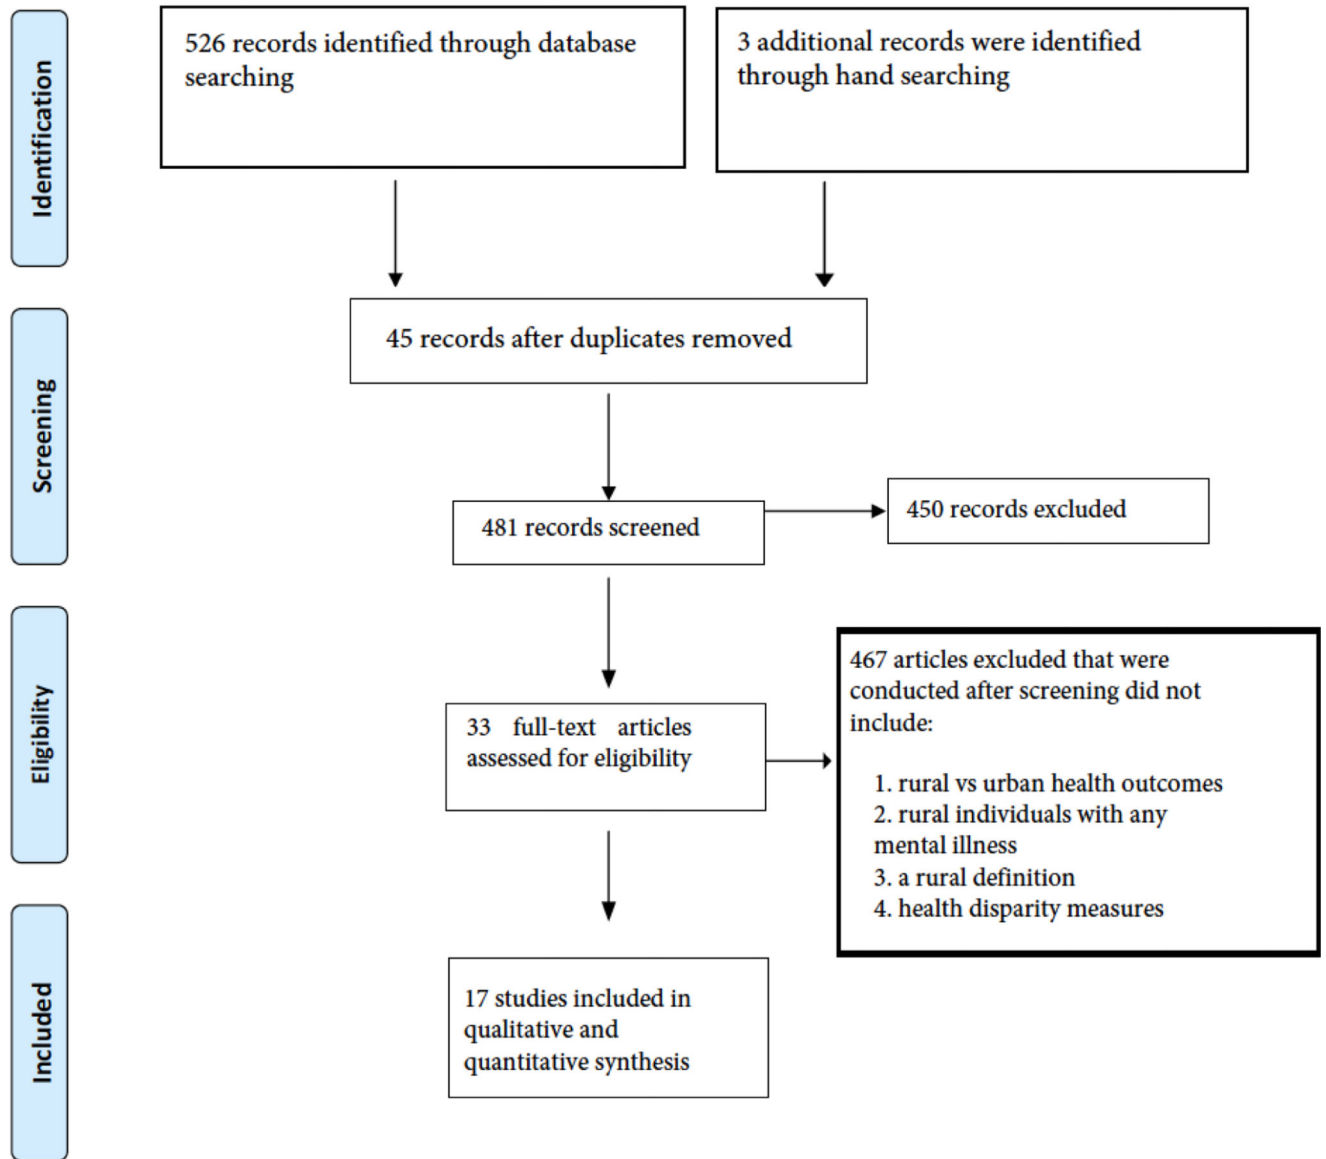 Identification
526 records identified through database
searching
3 additional records were identified
through hand searching
Screening
45 records after duplicates removed
481 records screened
450 records excluded
Eligibility
33 full-text articles
assessed for eligibility
467 articles excluded that were
conducted after screening did not
include:
1. rural vs urban health outcomes
2. rural individuals with any
mental illness
3. a rural definition
4. health disparity measures
Included
17 studies included in
qualitative and
quantitative synthesis